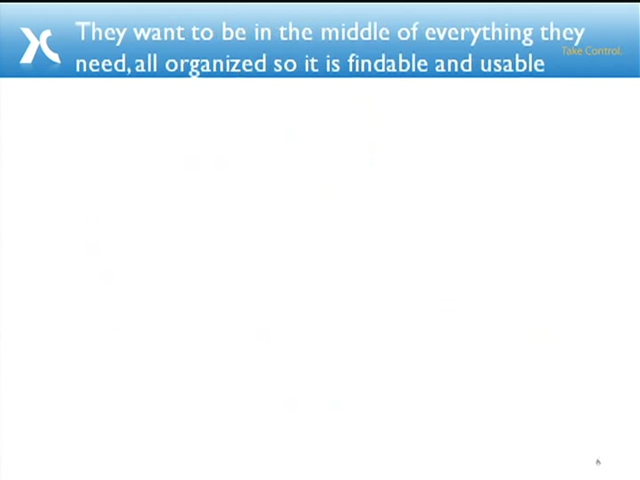 They want to be in the middle of everything they
need, all organized so it is findable and usable
Take Control.